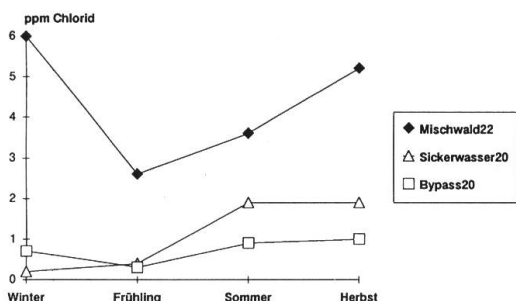 ppm Chlorid
6
5
4
3
2
1
0
Winter Frühling Sommer Herbst
Mischwald22
Sickerwasser20
Bypass20